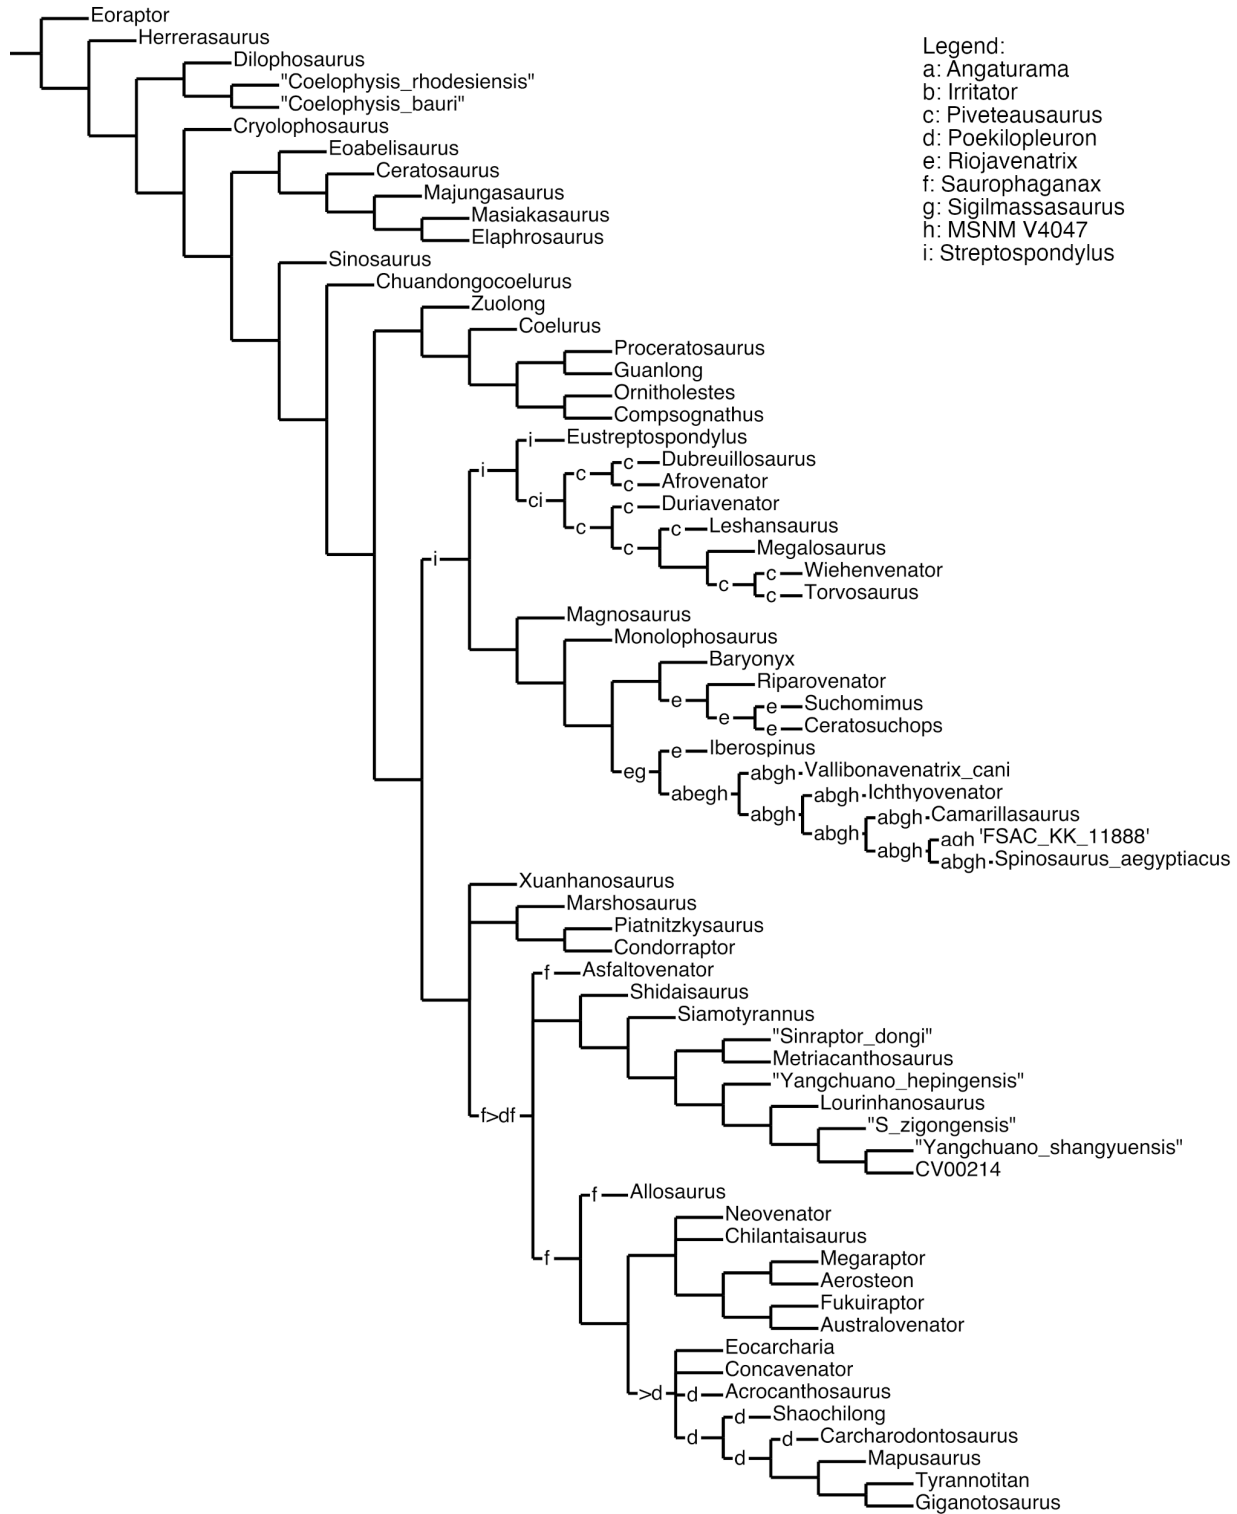 Eoraptor
Herrerasaurus
Dilophosaurus
"Coelophysis_rhodesiensis"
"Coelophysis_bauri"
Cryolophosaurus
Eoabelisaurus
Ceratosaurus
Majungasaurus
Masiakasaurus
Elaphrosaurus
Sinosaurus
Chuandongocoelurus
Zuolong
Coelurus
Proceratosaurus
Guanlong
Ornitholestes
Compsognathus
i Eustreptospondylus
i
c Dubreuillosaurus
c
c Afrovenator
ci
c Duriavenator
c
c Leshansaurus
c
Megalosaurus
i
c Wiehenvenator
c
c Torvosaurus
Magnosaurus
Monolophosaurus
Baryonyx
Riparovenator
e
e Suchomimus
e
e Ceratosuchops
e Iberospinus
eg
abgh Vallibonavenatrix_cani
abegh
abgh Ichthyovenator
abgh
abgh Camarillasaurus
abgh
agh 'FSAC_KK_11888'
abgh
abgh Spinosaurus_aegyptiacus
Xuanhanosaurus
Marshosaurus
Piatnitzkysaurus
Condorraptor
f Asfaltovenator
Shidaisaurus
Siamotyrannus
"Sinraptor_dongi"
Metriacanthosaurus
"Yangchuano_hepingensis"
Lourinhanosaurus
f>df
"S_zigongensis"
"Yangchuano_shangyuensis"
CV00214
f Allosaurus
Neovenator
Chilantaisaurus
f
Megaraptor
Aerosteon
Fukuiraptor
Australovenator
Eocarcharia
Concavenator
>d
d Acrocanthosaurus
d Shaochilong
d
d Carcharodontosaurus
d
Mapusaurus
Tyrannotitan
Giganotosaurus
Legend:
a: Angaturama
b: Irritator
c: Piveteausaurus
d: Poekilopleuron
e: Riojavenatrix
f: Saurophaganax
g: Sigilmassasaurus
h: MSNM V4047
i: Streptospondylus